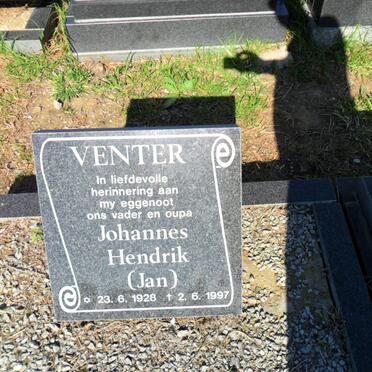 VENTER
In liefdevolle
herinnering aan
my eggenoot
ons vader en oupa
Johannes
Hendrik
(Jan)
¤ 23. 6. 1928 † 2. 6. 1997